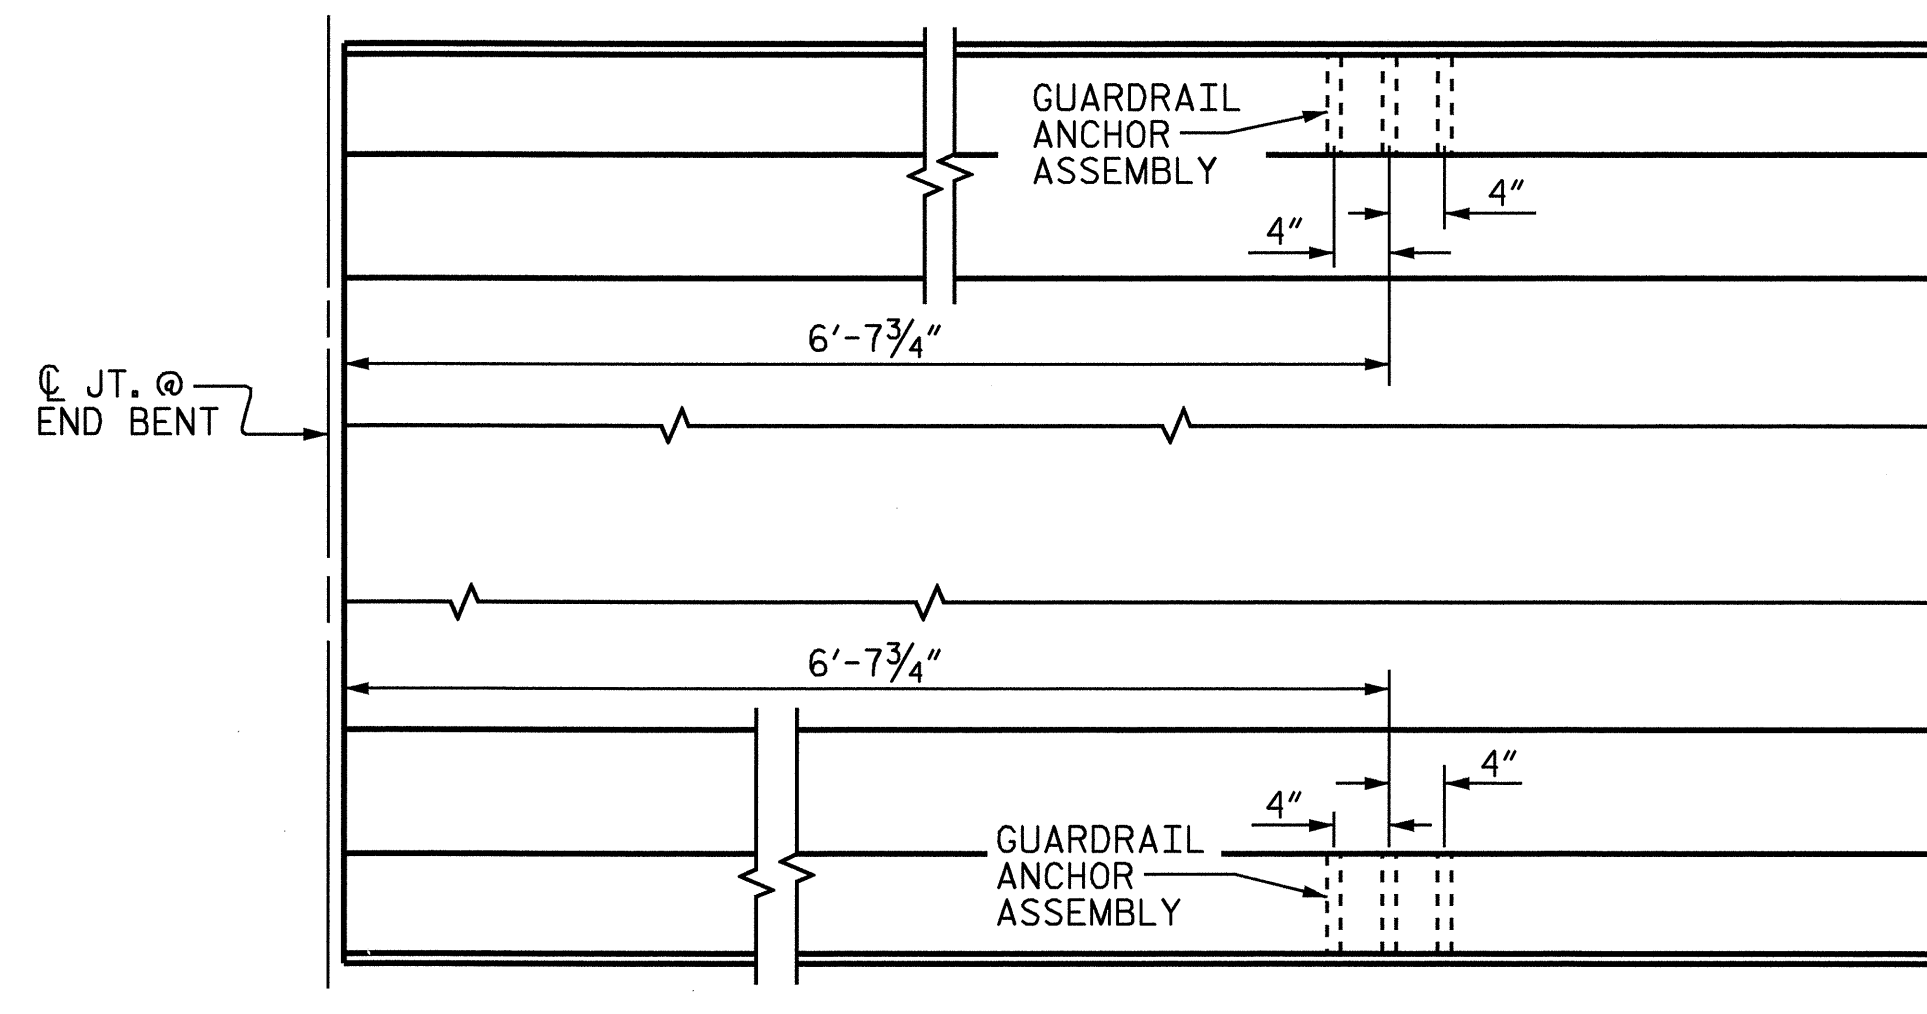 GUARDRAIL
ANCHOR
ASSEMBLY
4"
4"
6'-7¾"
℄ JT. @
END BENT
6'-7¾"
4"
4"
GUARDRAIL
ANCHOR
ASSEMBLY